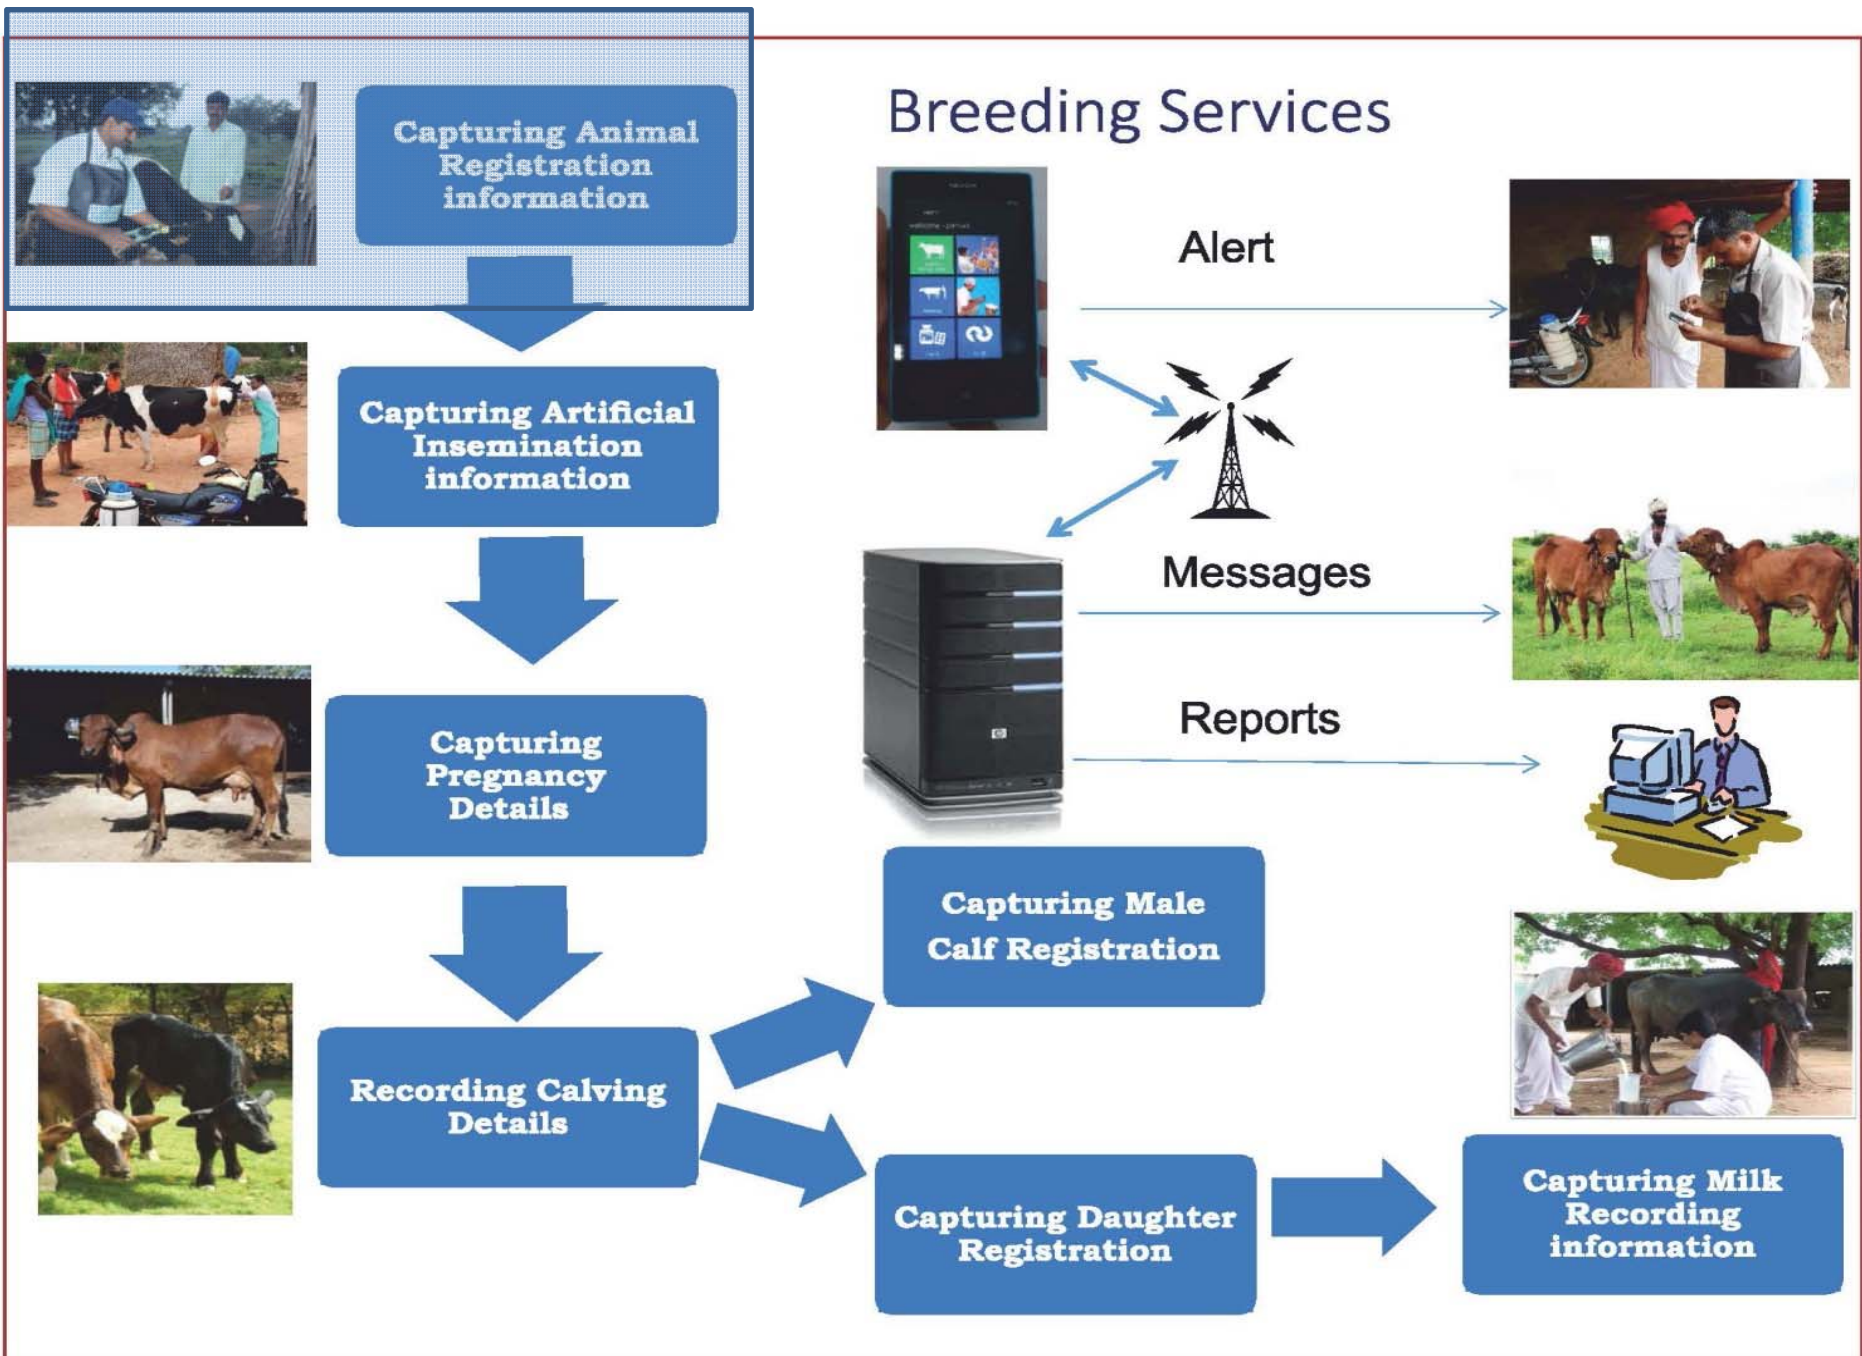 Breeding Services
Capturing Animal
Registration
information
Alert
Capturing Artificial
Insemination
information
Messages
Capturing
Pregnancy
Details
Reports
Capturing Male
Calf Registration
Recording Calving
Details
Capturing Daughter
Registration
Capturing Milk
Recording
information